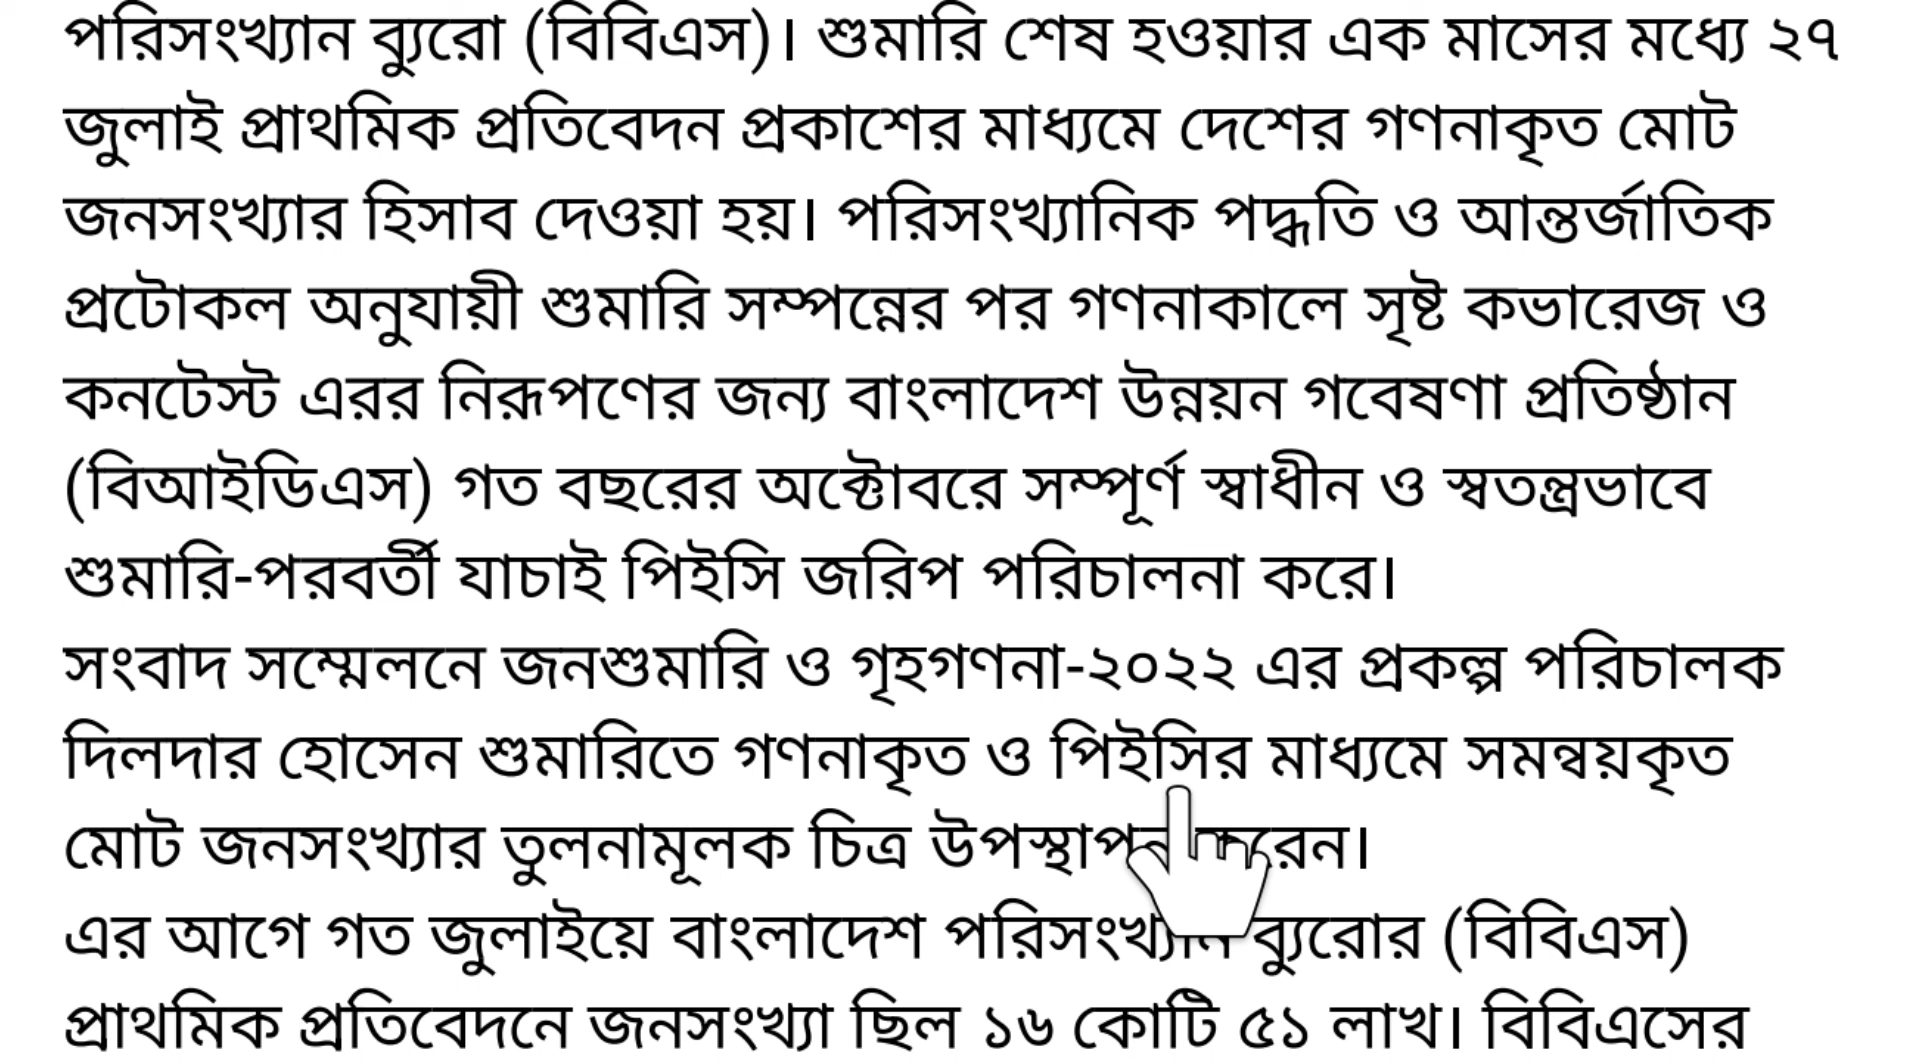 পরিসংখ্যান ব্যুরো (বিবিএস)। শুমারি শেষ হওয়ার এক মাসের মধ্যে ২৭
জুলাই প্রাথমিক প্রতিবেদন প্রকাশের মাধ্যমে দেশের গণনাকৃত মোট
জনসংখ্যার হিসাব দেওয়া হয়। পরিসংখ্যানিক পদ্ধতি ও আন্তর্জাতিক
প্রটোকল অনুযায়ী শুমারি সম্পন্নের পর গণনাকালে সৃষ্ট কভারেজ ও
কনটেস্ট এরর নিরূপণের জন্য বাংলাদেশ উন্নয়ন গবেষণা প্রতিষ্ঠান
(বিআইডিএস) গত বছরের অক্টোবরে সম্পূর্ণ স্বাধীন ও স্বতন্ত্রভাবে
শুমারি-পরবর্তী যাচাই পিইসি জরিপ পরিচালনা করে।
সংবাদ সম্মেলনে জনশুমারি ও গৃহগণনা-২০২২ এর প্রকল্প পরিচালক
দিলদার হোসেন শুমারিতে গণনাকৃত ও পিইসির মাধ্যমে সমন্বয়কৃত
মোট জনসংখ্যার তুলনামূলক চিত্র উপস্থাপন করেন।
এর আগে গত জুলাইয়ে বাংলাদেশ পরিসংখ্যান ব্যুরোর (বিবিএস)
প্রাথমিক প্রতিবেদনে জনসংখ্যা ছিল ১৬ কোটি ৫১ লাখ। বিবিএসের